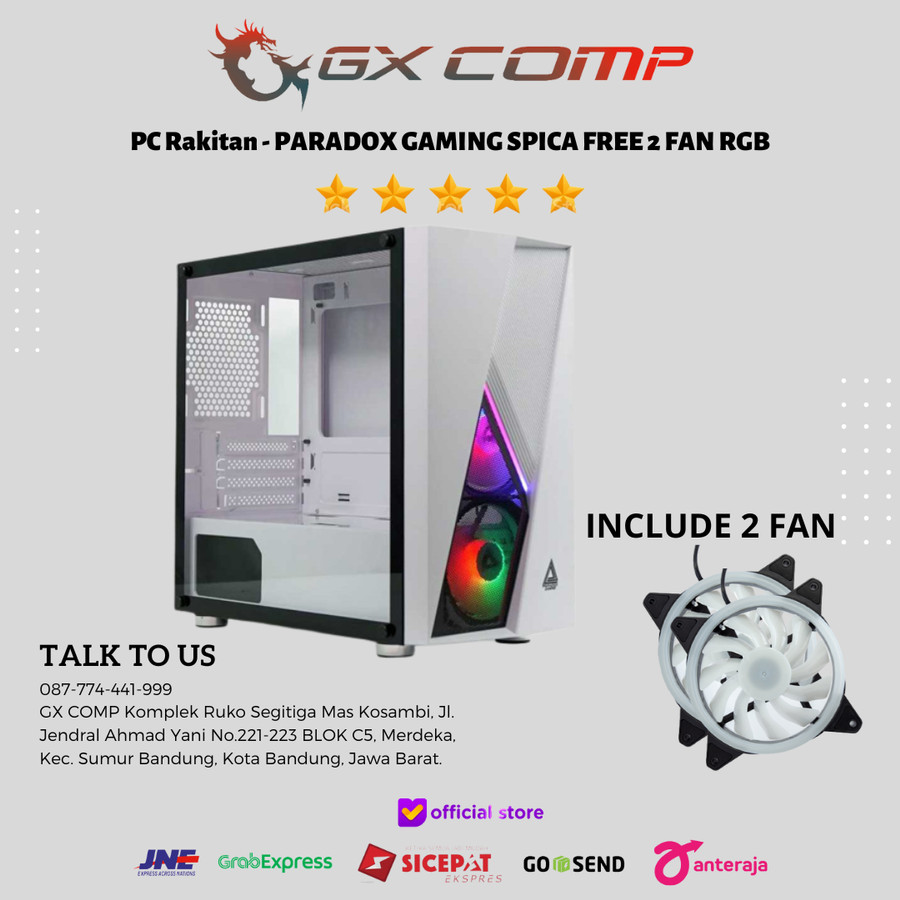 GX COMP
PC Rakitan - PARADOX GAMING SPICA FREE 2 FAN RGB
INCLUDE 2 FAN
TALK TO US
087-774-441-999
GX COMP Komplek Ruko Segitiga Mas Kosambi, Jl.
Jendral Ahmad Yani No.221-223 BLOK C5, Merdeka,
Kec. Sumur Bandung, Kota Bandung, Jawa Barat.
official store
JNE
EXPRESS ACROSS NATIONS
GrabExpress
SICEPAT
EKSPRES
GO SEND
anteraja